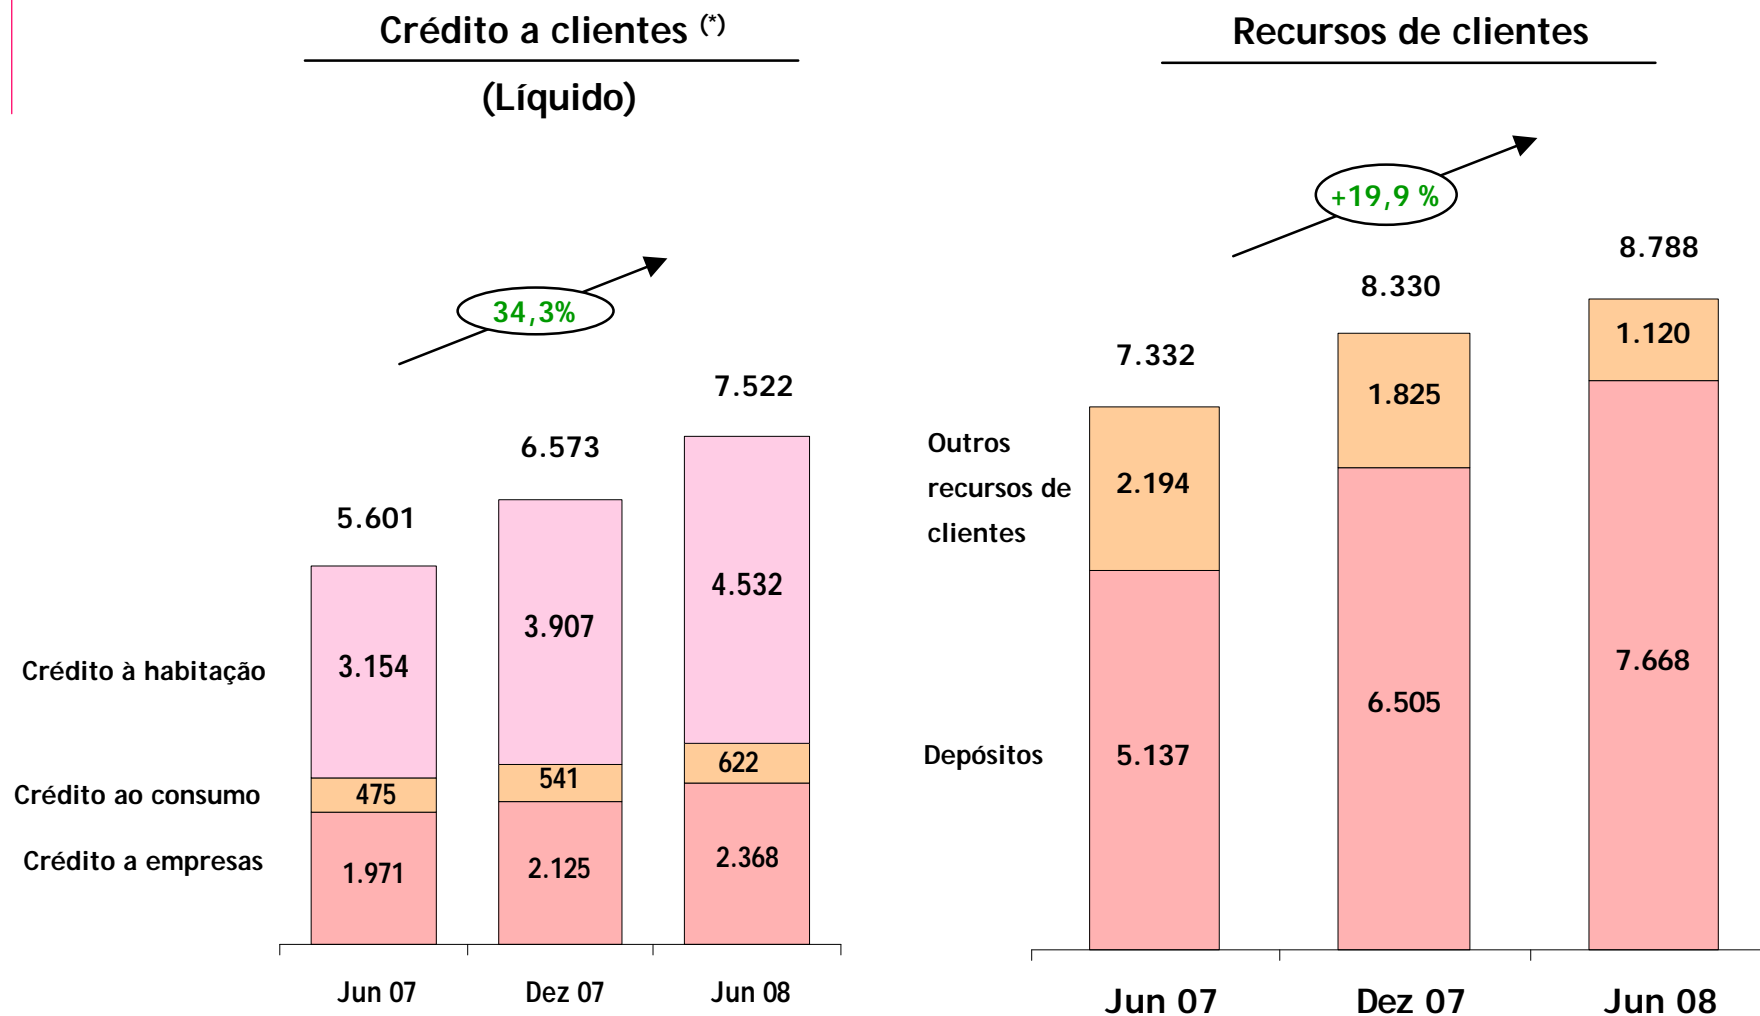 Crédito a clientes (*)
(Líquido)
34,3%
5.601
6.573
7.522
Crédito à habitação
3.154
3.907
4.532
Crédito ao consumo
475
541
622
Crédito a empresas
1.971
2.125
2.368
Jun 07
Dez 07
Jun 08
Recursos de clientes
+19,9 %
7.332
8.330
8.788
Outros
recursos de
clientes
2.194
1.825
1.120
Depósitos
5.137
6.505
7.668
Jun 07
Dez 07
Jun 08